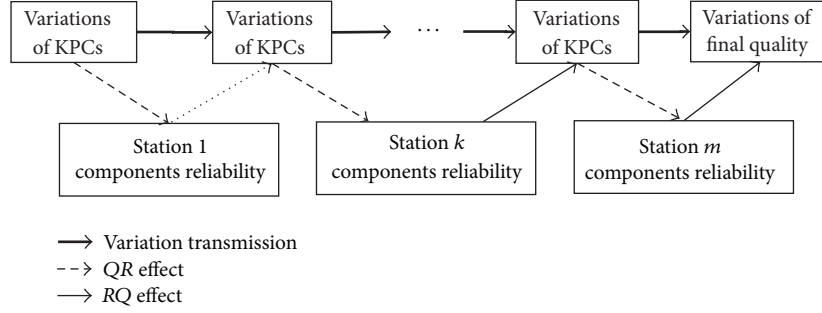 Variations
of KPCs
Variations
of KPCs
...
Variations
of KPCs
Variations of
final quality
Station 1
components reliability
Station k
components reliability
Station m
components reliability
Variation transmission
QR effect
RQ effect